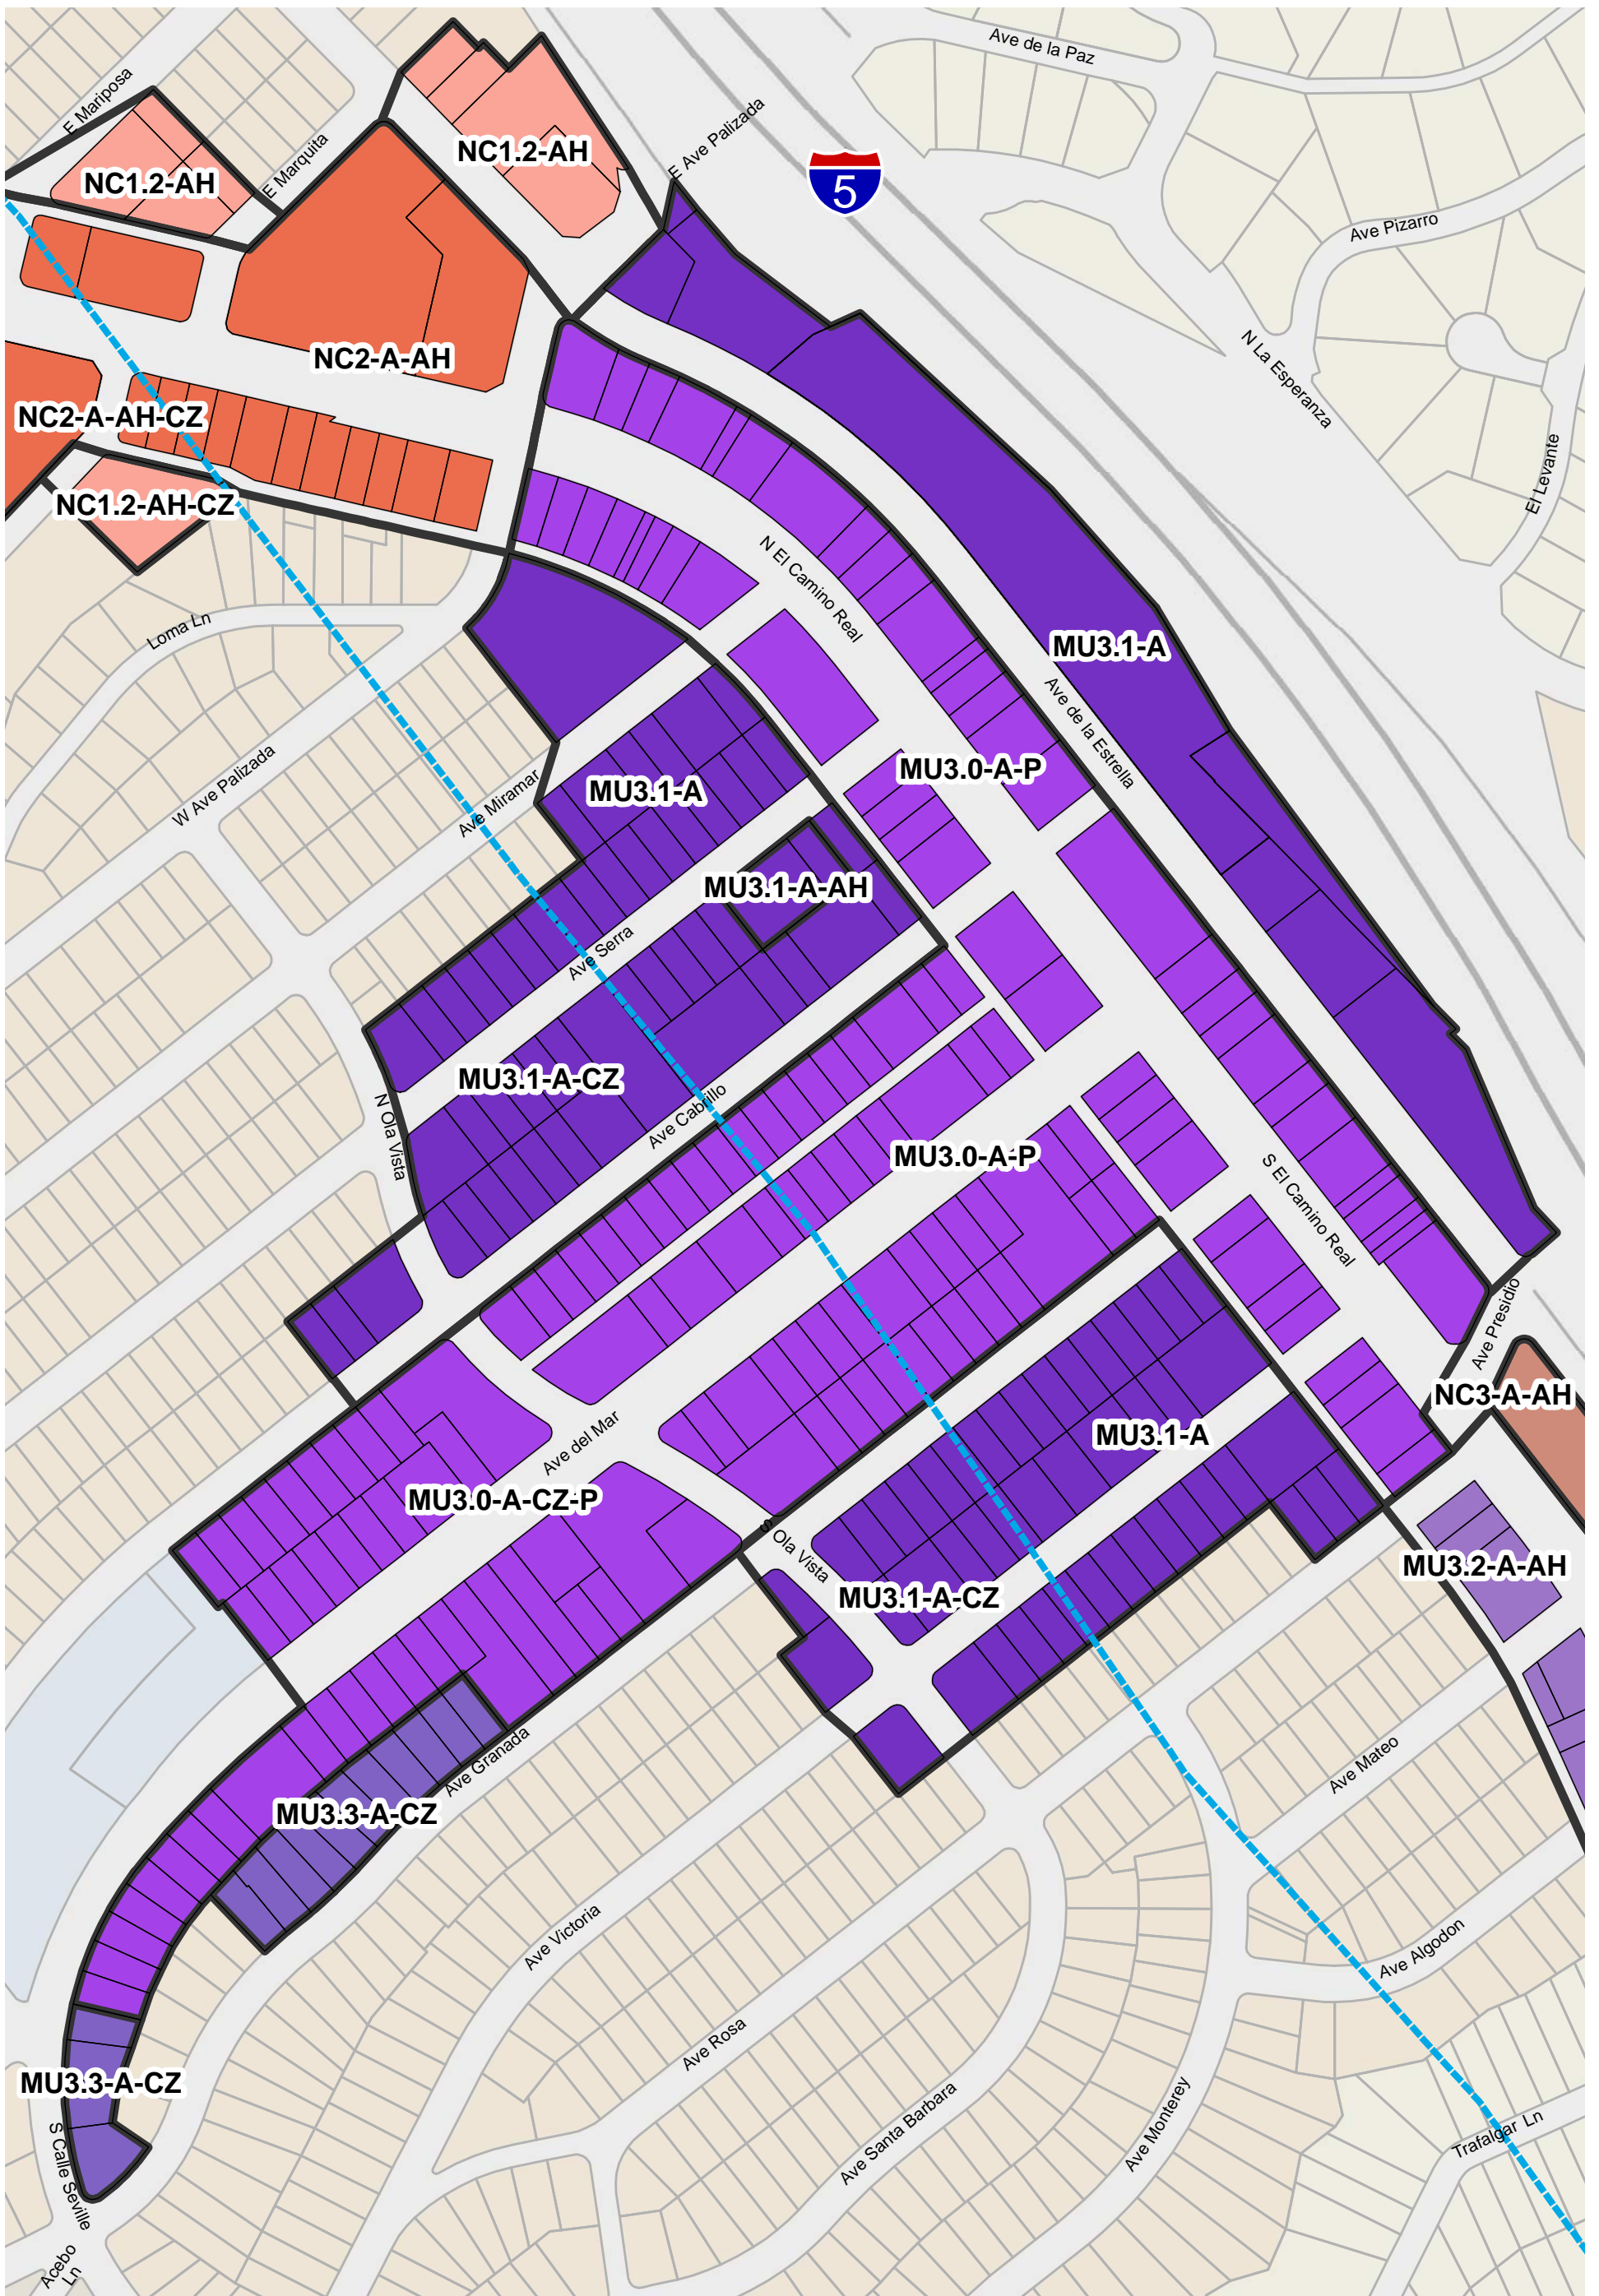 Ave de la Paz
E Mariposa
E Ave Palizada
NC1.2-AH
E Marquita
NC1.2-AH
5
Ave Pizarro
N La Esperanza
NC2-A-AH
NC2-A-AH-CZ
El Levante
NC1.2-AH-CZ
N El Camino Real
Loma Ln
MU3.1-A
Ave de la Estrella
W Ave Palizada
Ave Miramar
MU3.0-A-P
MU3.1-A
MU3.1-A-AH
Ave Serra
MU3.1-A-CZ
N Ola Vista
Ave Cabrillo
MU3.0-A-P
S El Camino Real
Ave Presidio
NC3-A-AH
Ave del Mar
MU3.1-A
MU3.0-A-CZ-P
S Ola Vista
MU3.2-A-AH
MU3.1-A-CZ
Ave Granada
Ave Mateo
MU3.3-A-CZ
Ave Victoria
Ave Algodon
Ave Rosa
MU3.3-A-CZ
Ave Santa Barbara
Ave Monterey
Trafalgar Ln
S Calle Seville
Acebo
Ln